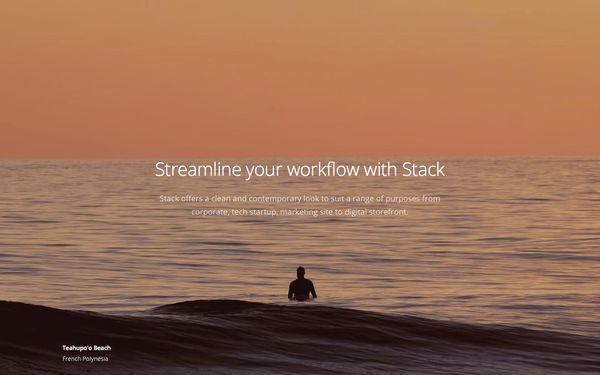 Streamline your workflow with Stack
Stack offers a clean and contemporary look to suit a range of purposes from
corporate, tech startup, marketing site to digital storefront.
Teahupo'o Beach
French Polynesia